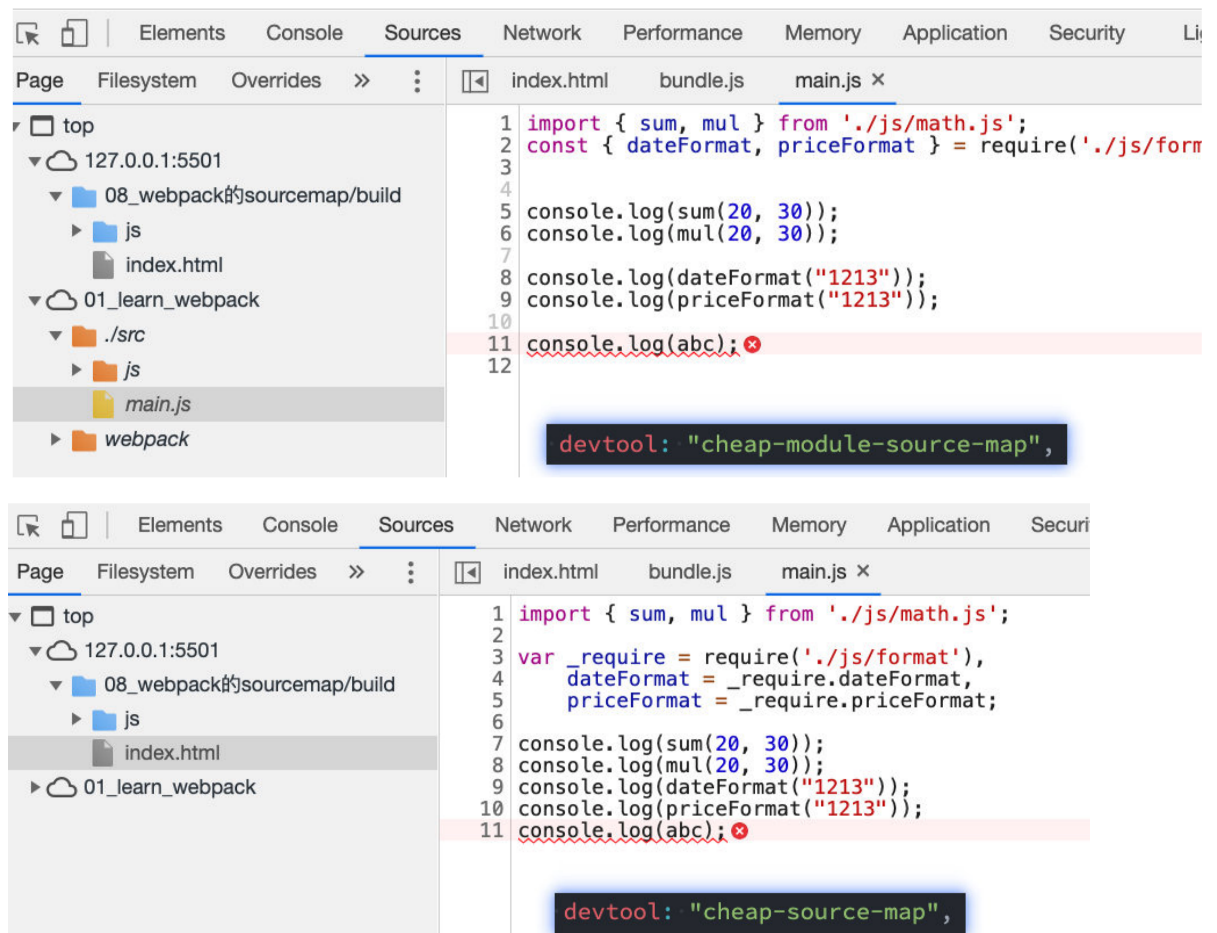 Elements Console Sources Network Performance Memory Application Security
Page Filesystem Overrides » index.html bundle.js main.js ×
top
127.0.0.1:5501
08_webpack的sourcemap/build
js
index.html
01_learn_webpack
./src
js
main.js
webpack
1 import { sum, mul } from './js/math.js';
2 const { dateFormat, priceFormat } = require('./js/form
3
4
5 console.log(sum(20, 30));
6 console.log(mul(20, 30));
7
8 console.log(dateFormat("1213"));
9 console.log(priceFormat("1213"));
10
11 console.log(abc);
12
devtool: "cheap-module-source-map",
Elements Console Sources Network Performance Memory Application Securi
Page Filesystem Overrides » index.html bundle.js main.js ×
top
127.0.0.1:5501
08_webpack的sourcemap/build
js
index.html
01_learn_webpack
1 import { sum, mul } from './js/math.js';
2
3 var _require = require('./js/format'),
4 dateFormat = _require.dateFormat,
5 priceFormat = _require.priceFormat;
6
7 console.log(sum(20, 30));
8 console.log(mul(20, 30));
9 console.log(dateFormat("1213"));
10 console.log(priceFormat("1213"));
11 console.log(abc);
devtool: "cheap-source-map",